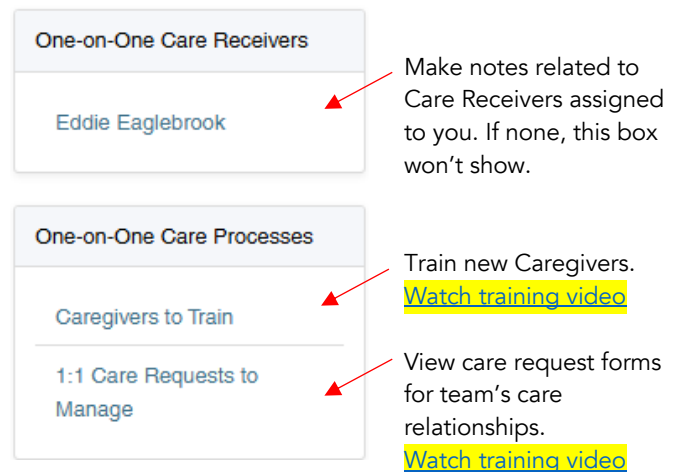 One-on-One Care Receivers
Eddie Eaglebrook
Make notes related to
Care Receivers assigned
to you. If none, this box
won’t show.
One-on-One Care Processes
Caregivers to Train
Train new Caregivers.
Watch training video
1:1 Care Requests to
Manage
View care request forms
for team’s care
relationships.
Watch training video